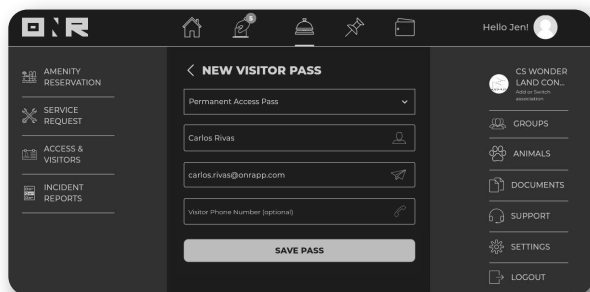 ONR
3
Hello Jen!
AMENITY
RESERVATION
SERVICE
REQUEST
ACCESS &
VISITORS
INCIDENT
REPORTS
NEW VISITOR PASS
Permanent Access Pass
Carlos Rivas
carlos.rivas@onrapp.com
Visitor Phone Number (optional)
SAVE PASS
CS WONDER
LAND CON...
Add or Switch
association
GROUPS
ANIMALS
DOCUMENTS
SUPPORT
SETTINGS
LOGOUT